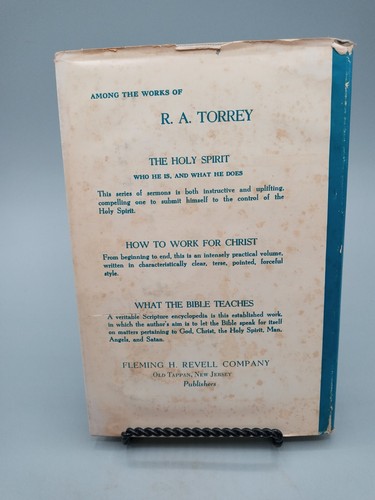 AMONG THE WORKS OF
R. A. TORREY
THE HOLY SPIRIT
WHO HE IS, AND WHAT HE DOES
This series of sermons is both instructive and uplifting,
compelling one to submit himself to the control of the
Holy Spirit.
HOW TO WORK FOR CHRIST
From beginning to end, this is an intensely practical volume,
written in characteristically clear, terse, pointed, forceful
style.
WHAT THE BIBLE TEACHES
A veritable Scripture encyclopedia is this established work,
in which the author's aim is to let the Bible speak for itself
on matters pertaining to God, Christ, the Holy Spirit, Man,
Angels, and Satan.
FLEMING H. REVELL COMPANY
OLD TAPPAN, NEW JERSEY
Publishers